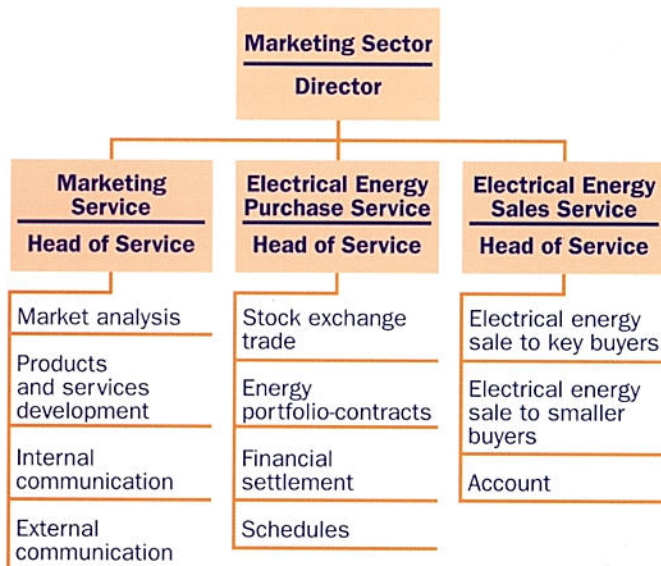 Marketing Sector
Director
Marketing
Service
Head of Service
Market analysis
Products
and services
development
Internal
communication
External
communication
Electrical Energy
Purchase Service
Head of Service
Stock exchange
trade
Energy
portfolio-contracts
Financial
settlement
Schedules
Electrical Energy
Sales Service
Head of Service
Electrical energy
sale to key buyers
Electrical energy
sale to smaller
buyers
Account